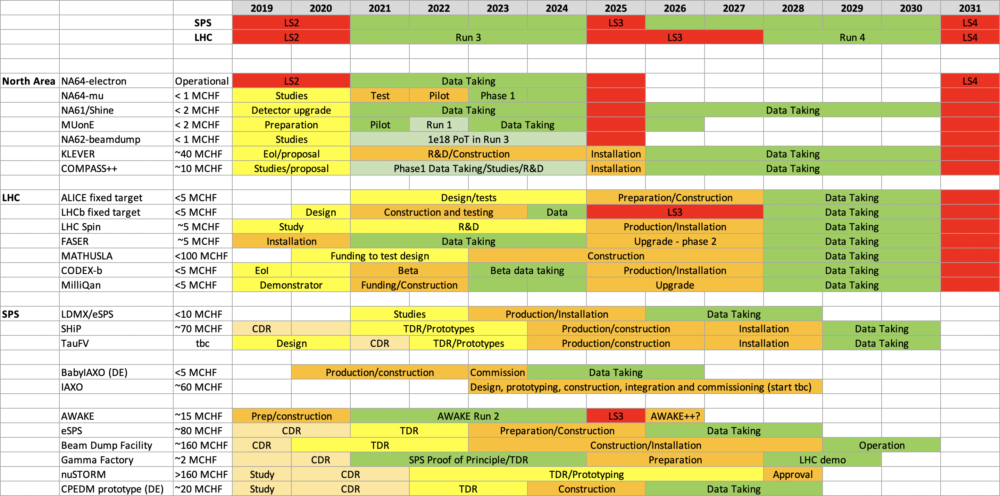 2019 2020 2021 2022 2023 2024 2025 2026 2027 2028 2029 2030 2031
SPS LS2 LS3 LS4
LHC LS2 Run 3 LS3 Run 4 LS4
North Area NA64-electron Operational LS2 Data Taking LS4
NA64-mu < 1 MCHF Studies Test Pilot Phase 1
NA61/Shine < 2 MCHF Detector upgrade Data Taking Data Taking
MUonE < 2 MCHF Preparation Pilot Run 1 Data Taking
NA62-beamdump < 1 MCHF Studies 1e18 PoT in Run 3
KLEVER ~40 MCHF EoI/proposal R&D/Construction Installation Data Taking
COMPASS++ ~10 MCHF Studies/proposal Phase1 Data Taking/Studies/R&D Installation Data Taking
LHC ALICE fixed target <5 MCHF Design/tests Preparation/Construction Data Taking
LHCb fixed target <5 MCHF Design Construction and testing Data LS3 Data Taking
LHC Spin ~5 MCHF Study R&D Production/Installation Data Taking
FASER ~5 MCHF Installation Data Taking Upgrade - phase 2 Data Taking
MATHUSLA <100 MCHF Funding to test design Construction Data Taking
CODEX-b <5 MCHF EoI Beta Beta data taking Production/Installation Data Taking
MilliQan <5 MCHF Demonstrator Funding/Construction Upgrade Data Taking
SPS LDMX/eSPS <10 MCHF Studies Production/Installation Data Taking
SHiP ~70 MCHF CDR TDR/Prototypes Production/construction Installation Data Taking
TauFV tbc Design CDR TDR/Prototypes Production/construction Installation Data Taking
BabyIAXO (DE) <5 MCHF Production/construction Commission Data Taking
IAXO ~60 MCHF Design, prototyping, construction, integration and commissioning (start tbc)
AWAKE ~15 MCHF Prep/construction AWAKE Run 2 LS3 AWAKE++?
eSPS ~80 MCHF CDR TDR Preparation/Construction Data Taking
Beam Dump Facility ~160 MCHF CDR TDR Construction/Installation Operation
Gamma Factory ~2 MCHF CDR SPS Proof of Principle/TDR Preparation LHC demo
nuSTORM >160 MCHF Study CDR TDR/Prototyping Approval
CPEDM prototype (DE) ~20 MCHF Study CDR TDR Construction Data Taking